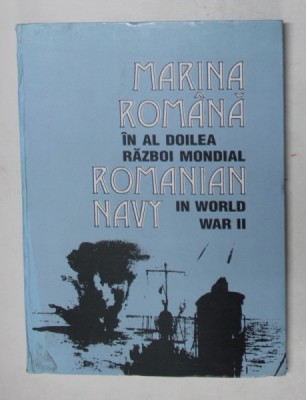 MARINA
ROMÂNĂ
ÎN AL DOILEA
RĂZBOI MONDIAL
ROMANIAN
NAVY IN WORLD
WAR II